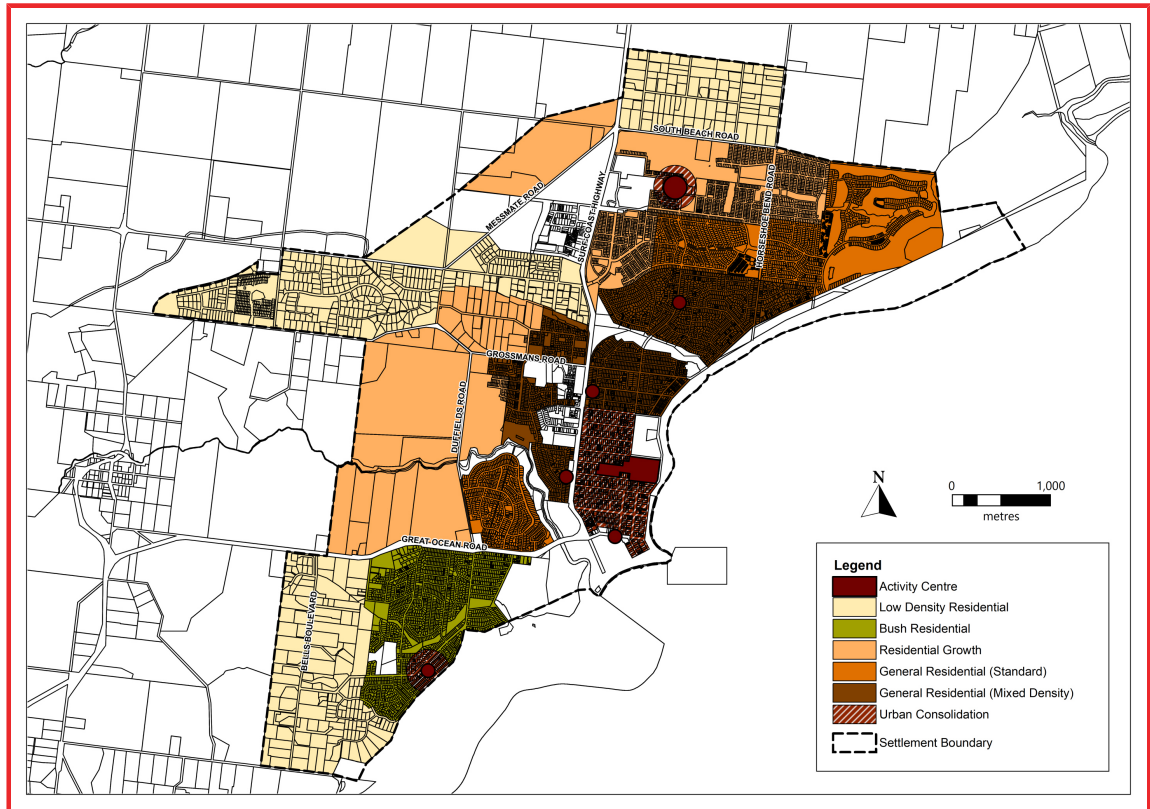 SOUTH BEACH ROAD
MESSMATE ROAD
SURF COAST HIGHWAY
HORSESHOE BEND ROAD
GROSSMANS ROAD
DUFFIELDS ROAD
GREAT OCEAN ROAD
BELLS BOULEVARD
N
0 1,000
metres
Legend
Activity Centre
Low Density Residential
Bush Residential
Residential Growth
General Residential (Standard)
General Residential (Mixed Density)
Urban Consolidation
Settlement Boundary